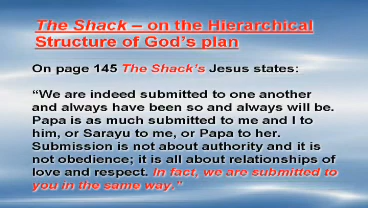 The Shack – on the Hierarchical
Structure of God's plan
On page 145 The Shack's Jesus states:
“We are indeed submitted to one another
and always have been so and always will be.
Papa is as much submitted to me and I to
him, or Sarayu to me, or Papa to her.
Submission is not about authority and it is
not obedience; it is all about relationships of
love and respect. In fact, we are submitted to
you in the same way.”